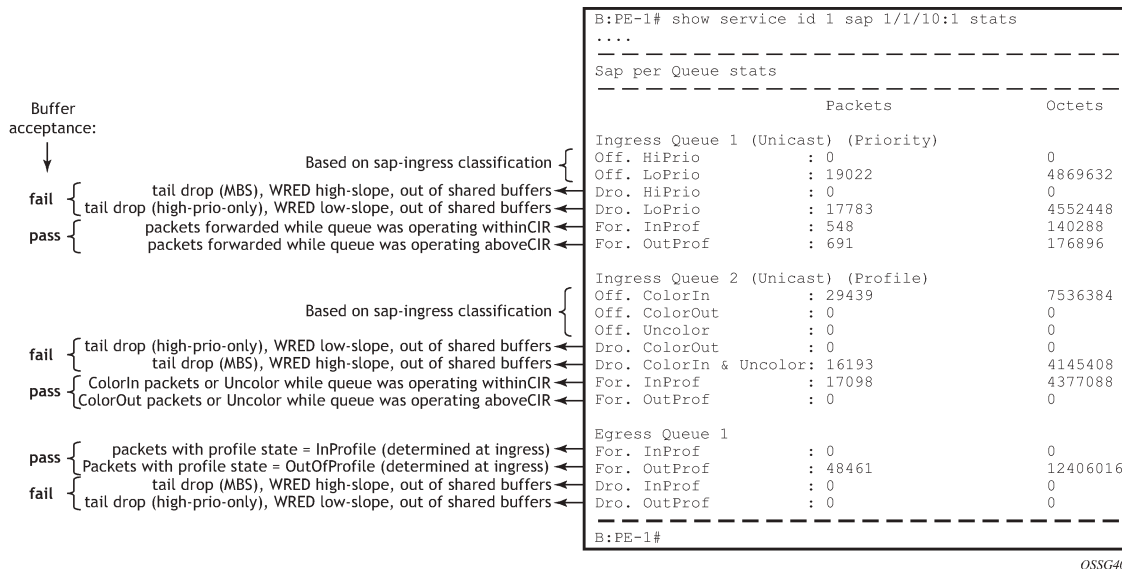 B:PE-1# show service id 1 sap 1/1/10:1 stats
....
Sap per Queue stats
Packets Octets
Buffer
acceptance:
Ingress Queue 1 (Unicast) (Priority)
Based on sap-ingress classification Off. HiPrio : 0 0
Off. LoPrio : 19022 4869632
fail tail drop (MBS), WRED high-slope, out of shared buffers Dro. HiPrio : 0 0
tail drop (high-prio-only), WRED low-slope, out of shared buffers Dro. LoPrio : 17783 4552448
pass packets forwarded while queue was operating withinCIR For. InProf : 548 140288
packets forwarded while queue was operating aboveCIR For. OutProf : 691 176896
Ingress Queue 2 (Unicast) (Profile)
Off. ColorIn : 29439 7536384
Based on sap-ingress classification Off. ColorOut : 0 0
Off. Uncolor : 0 0
fail tail drop (high-prio-only), WRED low-slope, out of shared buffers Dro. ColorOut : 0 0
tail drop (MBS), WRED high-slope, out of shared buffers Dro. ColorIn & Uncolor: 16193 4145408
pass ColorIn packets or Uncolor while queue was operating withinCIR For. InProf : 17098 4377088
ColorOut packets or Uncolor while queue was operating aboveCIR For. OutProf : 0 0
Egress Queue 1
pass packets with profile state = InProfile (determined at ingress) For. InProf : 0 0
Packets with profile state = OutOfProfile (determined at ingress) For. OutProf : 48461 12406016
fail tail drop (MBS), WRED high-slope, out of shared buffers Dro. InProf : 0 0
tail drop (high-prio-only), WRED low-slope, out of shared buffers Dro. OutProf : 0 0
B:PE-1#